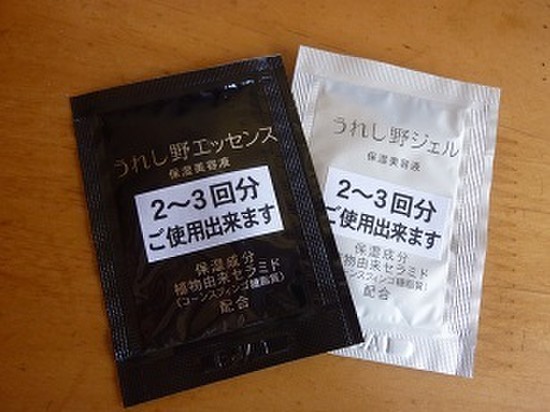 うれし野エッセンス
保湿美容液
2～3回分
ご使用出来ます
保湿成分
植物由来セラミド
(コーンスフィンゴ糖脂質)
配合
うれし野ジェル
保湿美容液
2～3回分
ご使用出来ます
保湿成分
植物由来セラミド
(コーンスフィンゴ糖脂質)
配合